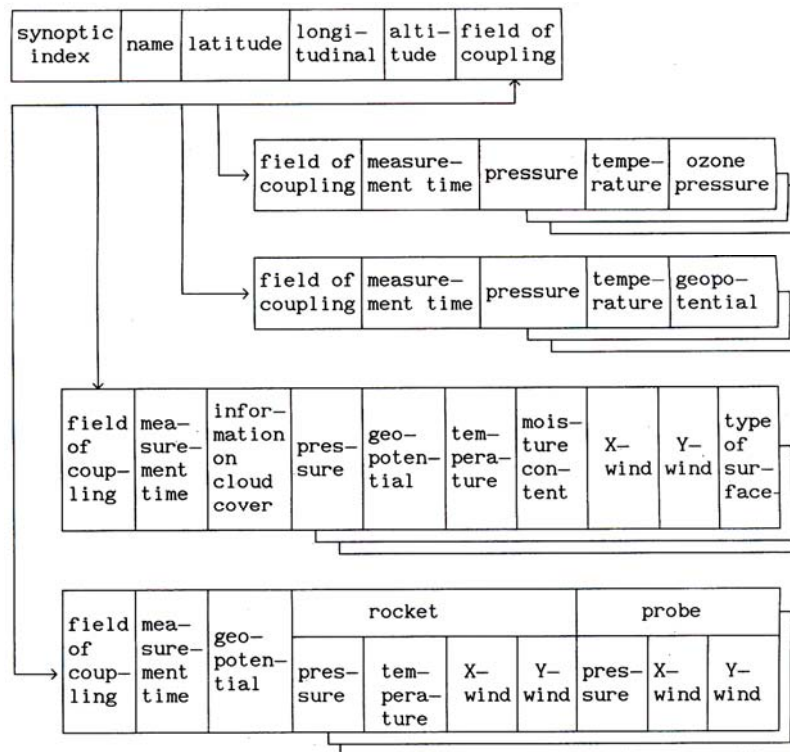 synoptic index
name
latitude
longi-
tudinal
alti-
tude
field of
coupling
field of
coupling
measure-
ment time
pressure
tempe-
rature
ozone
pressure
field of
coupling
measure-
ment time
pressure
tempe-
rature
geopo-
tential
field
of
coup-
ling
mea-
sure-
ment
time
infor-
mation
on
cloud
cover
pres-
sure
geo-
poten-
tial
tem-
pera-
ture
mois-
ture
con-
tent
X-
wind
Y-
wind
type
of
sur-
face-
field
of
coup-
ling
mea-
sure-
ment
time
geo-
poten-
tial
rocket
pres-
sure
tem-
pera-
ture
X-
wind
Y-
wind
probe
pres-
sure
X-
wind
Y-
wind